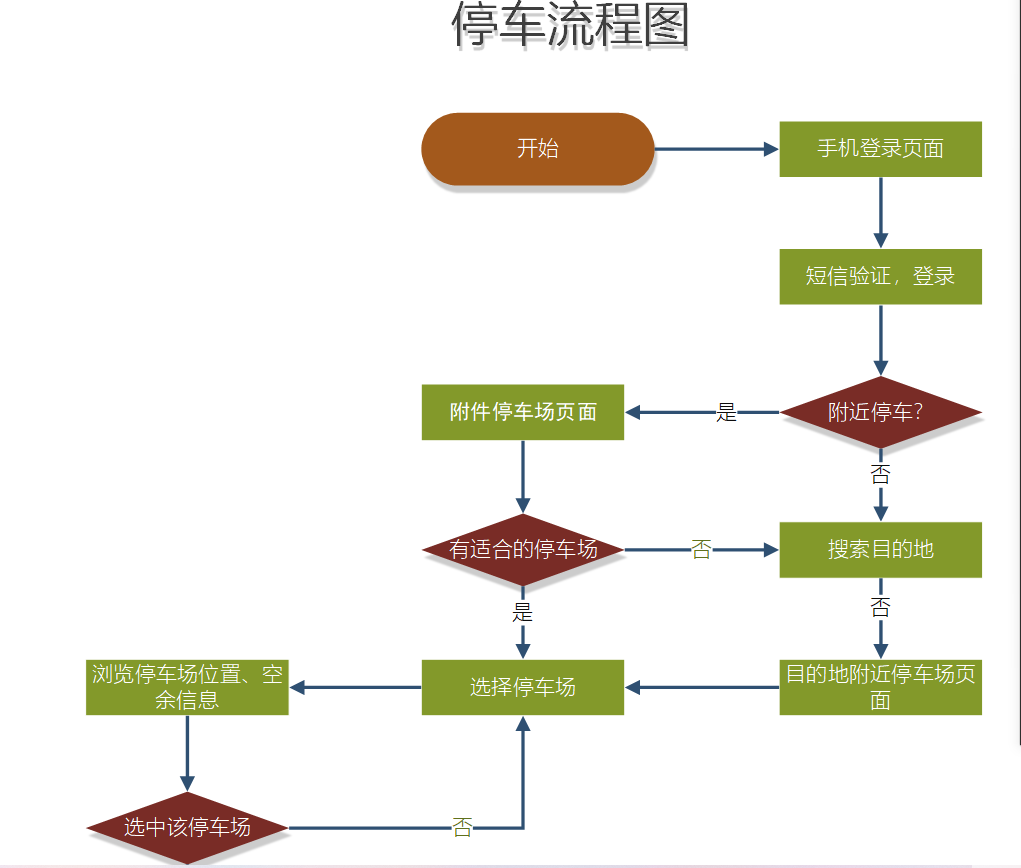 停车流程图
开始
手机登录页面
短信验证，登录
附近停车？
是
附件停车场页面
否
有适合的停车场
否
搜索目的地
是
否
浏览停车场位置、空
余信息
选择停车场
目的地附近停车场页
面
选中该停车场
否